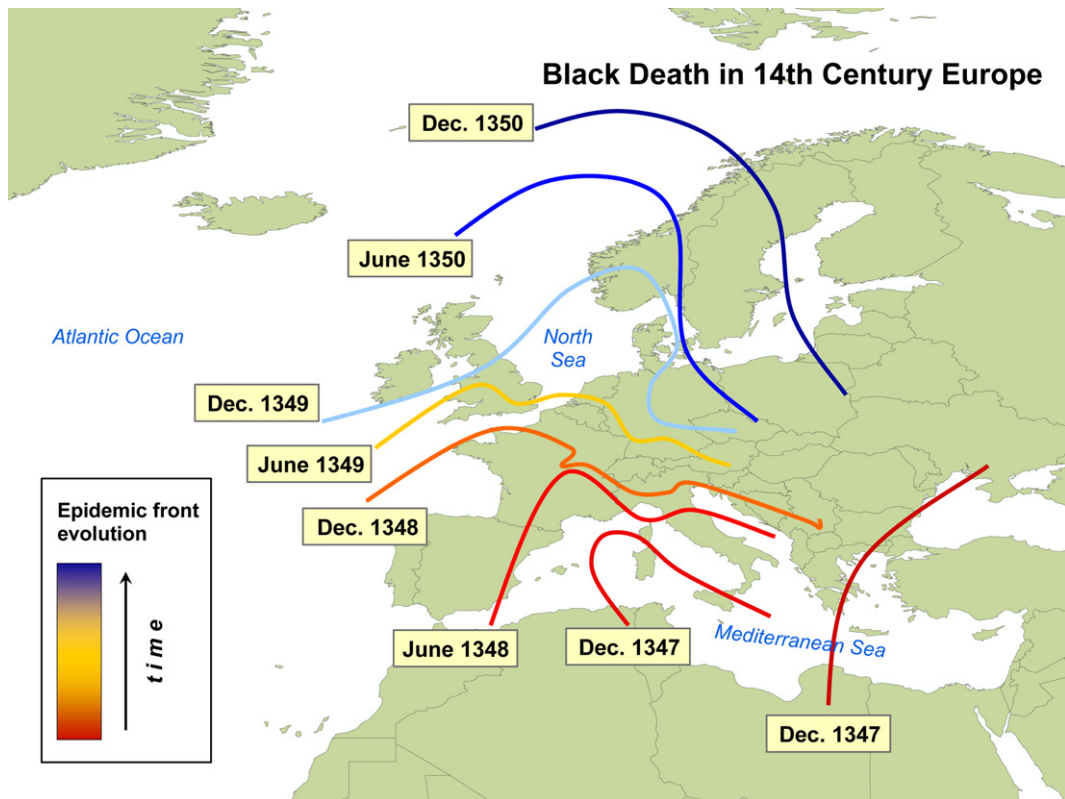 Black Death in 14th Century Europe
Dec. 1350
June 1350
Atlantic Ocean
North
Sea
Dec. 1349
June 1349
Dec. 1348
June 1348
Dec. 1347
Mediterranean Sea
Dec. 1347
Epidemic front
evolution
time